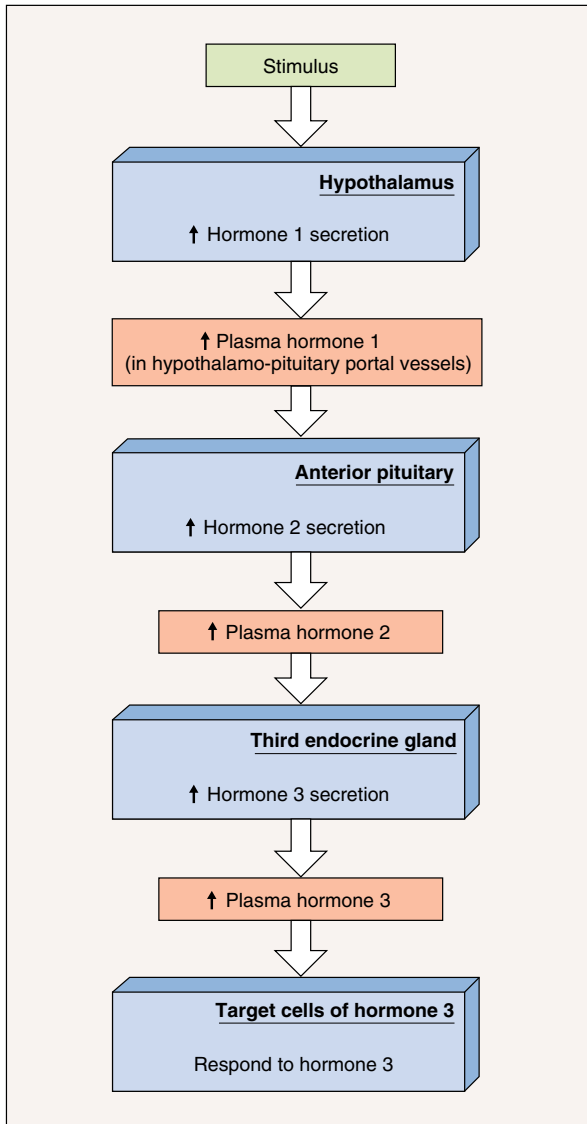 Stimulus
Hypothalamus
↑ Hormone 1 secretion
↑ Plasma hormone 1
(in hypothalamo-pituitary portal vessels)
Anterior pituitary
↑ Hormone 2 secretion
↑ Plasma hormone 2
Third endocrine gland
↑ Hormone 3 secretion
↑ Plasma hormone 3
Target cells of hormone 3
Respond to hormone 3